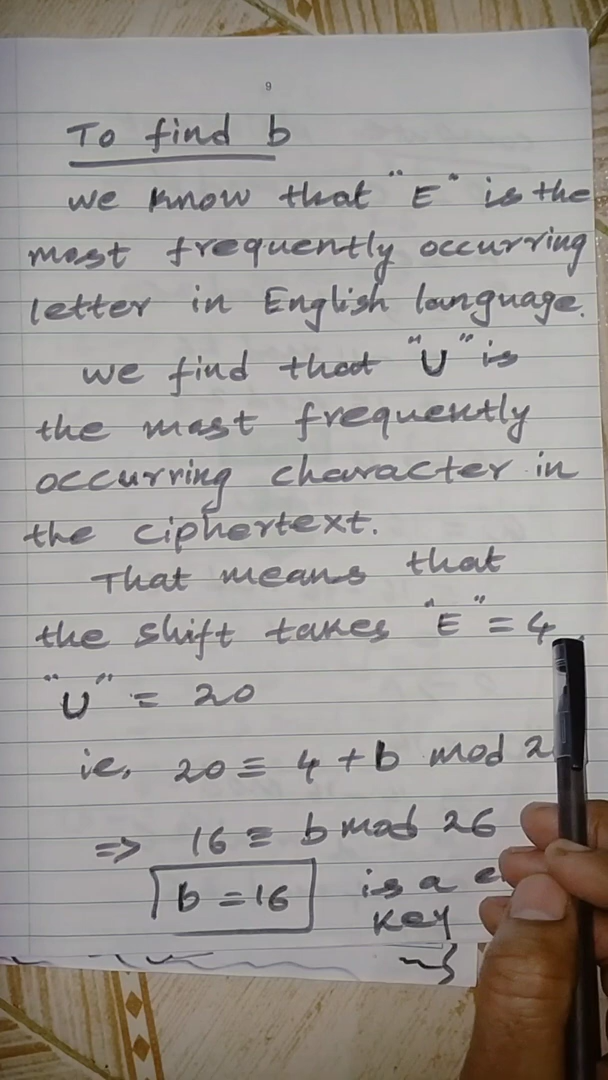 9
To find b
we know that "E" is the
most frequently occurring
letter in English language.
we find that "U" is
the most frequently
occurring character in
the ciphertext.
That means that
the shift takes "E" = 4
"U" = 20
ie, 20 ≡ 4 + b mod 2
=> 16 ≡ b mod 26
b = 16 is a
key